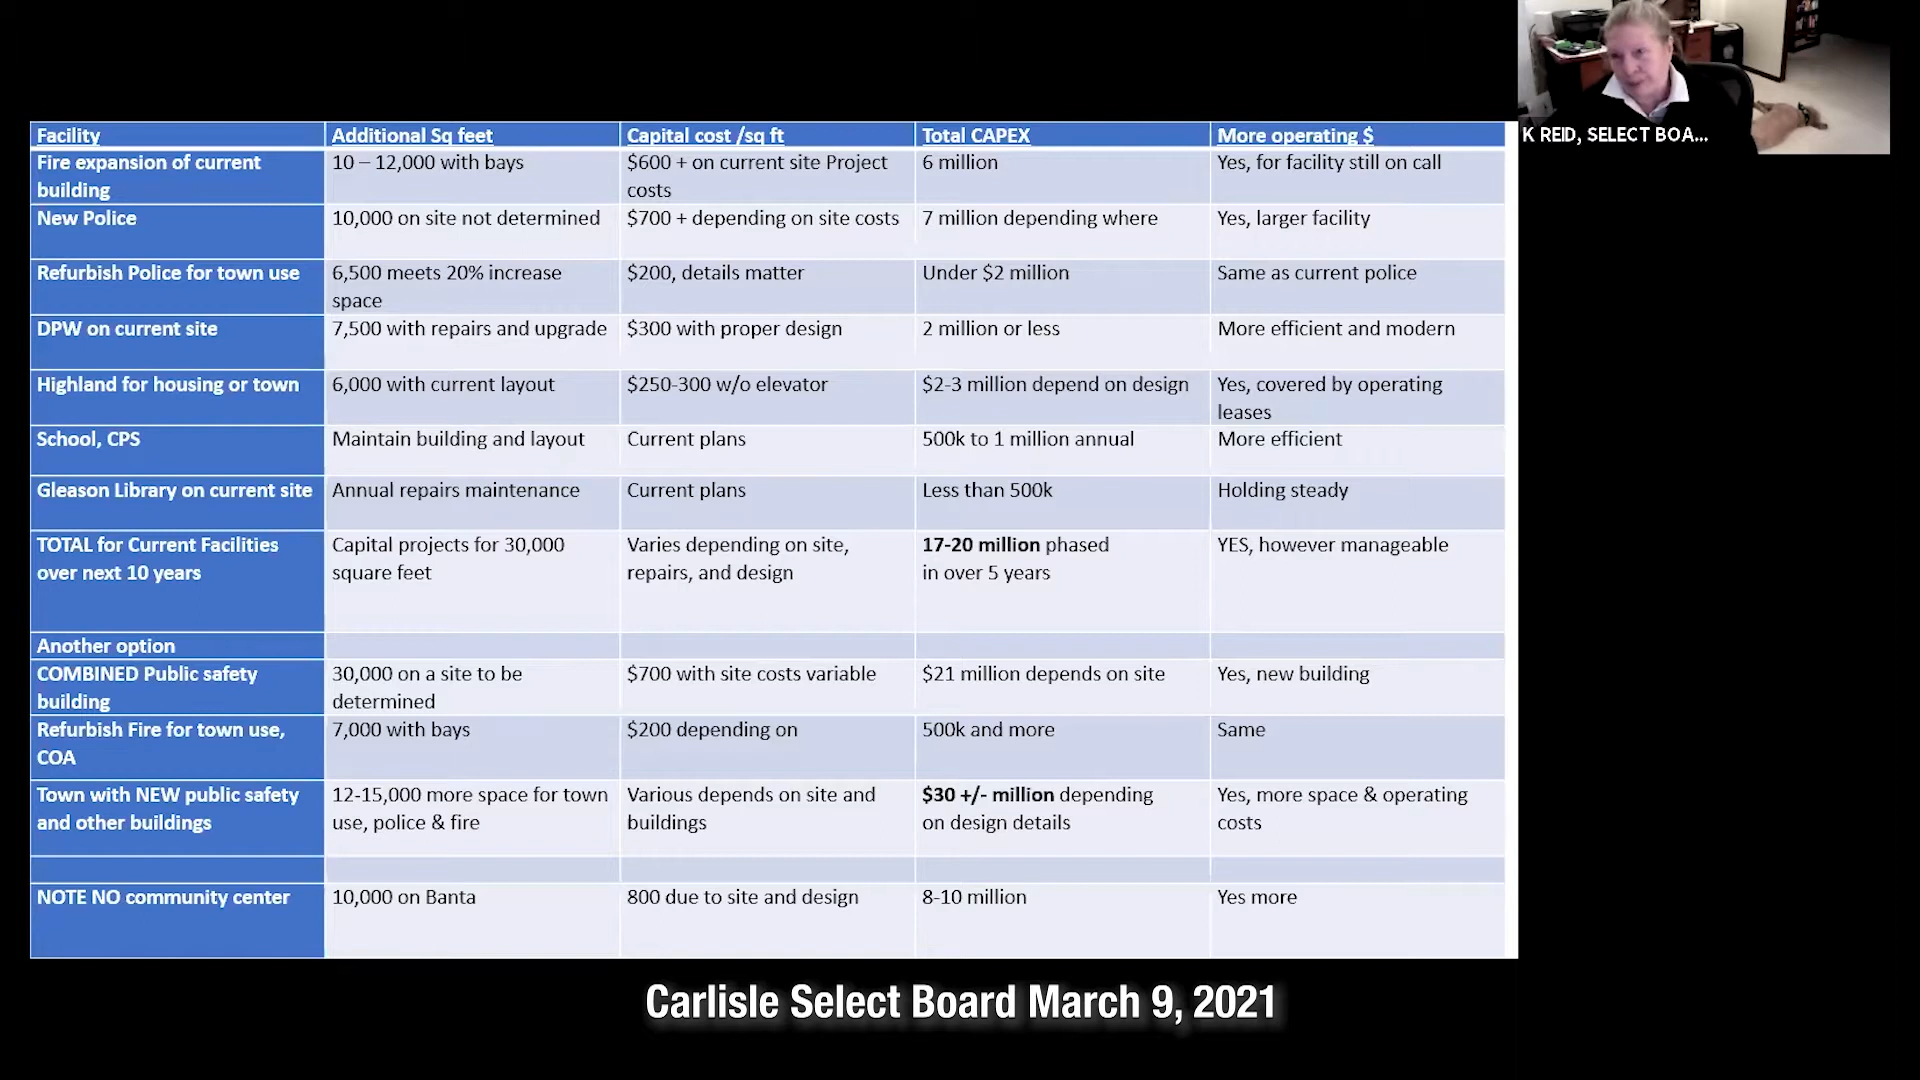 K REID, SELECT BOA...
Facility Additional Sq feet Capital cost /sq ft Total CAPEX More operating $
Fire expansion of current building 10 – 12,000 with bays $600 + on current site Project costs 6 million Yes, for facility still on call
New Police 10,000 on site not determined $700 + depending on site costs 7 million depending where Yes, larger facility
Refurbish Police for town use 6,500 meets 20% increase space $200, details matter Under $2 million Same as current police
DPW on current site 7,500 with repairs and upgrade $300 with proper design 2 million or less More efficient and modern
Highland for housing or town 6,000 with current layout $250-300 w/o elevator $2-3 million depend on design Yes, covered by operating leases
School, CPS Maintain building and layout Current plans 500k to 1 million annual More efficient
Gleason Library on current site Annual repairs maintenance Current plans Less than 500k Holding steady
TOTAL for Current Facilities over next 10 years Capital projects for 30,000 square feet Varies depending on site, repairs, and design 17-20 million phased in over 5 years YES, however manageable
Another option
COMBINED Public safety building 30,000 on a site to be determined $700 with site costs variable $21 million depends on site Yes, new building
Refurbish Fire for town use, COA 7,000 with bays $200 depending on 500k and more Same
Town with NEW public safety and other buildings 12-15,000 more space for town use, police & fire Various depends on site and buildings $30 +/- million depending on design details Yes, more space & operating costs
NOTE NO community center 10,000 on Banta 800 due to site and design 8-10 million Yes more
Carlisle Select Board March 9, 2021